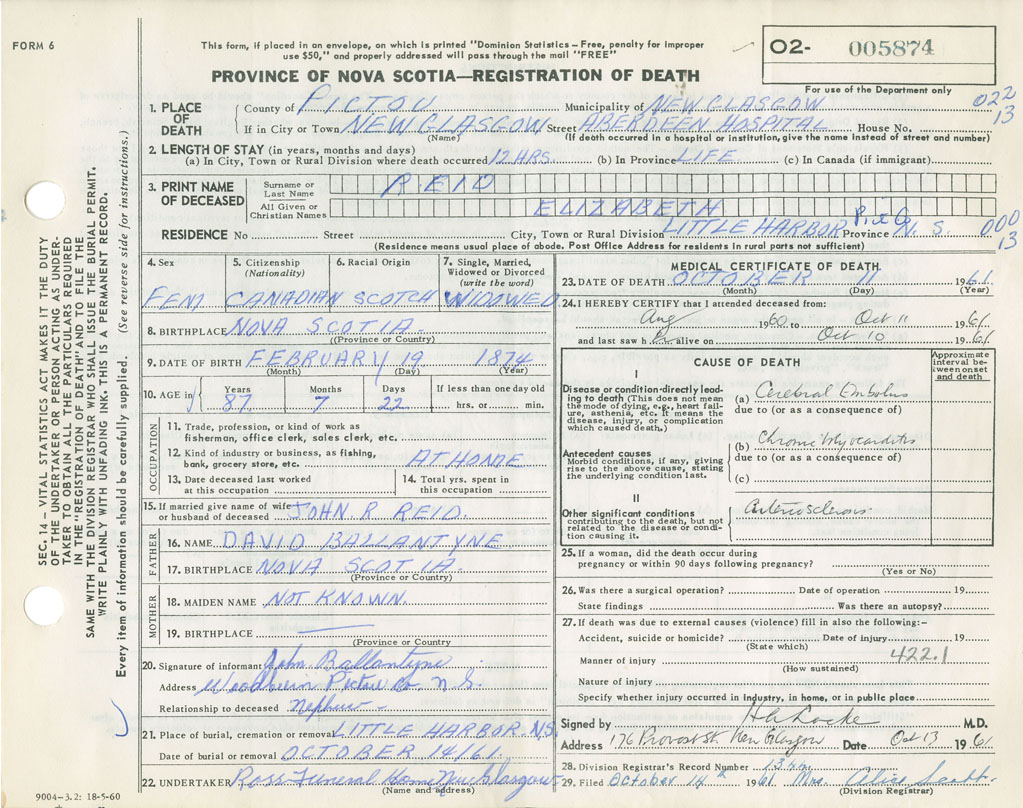 FORM 6
This form, if placed in an envelope, on which is printed "Dominion Statistics – Free, penalty for improper
use $50," and properly addressed will pass through the mail "FREE"
O2- 005874
For use of the Department only
PROVINCE OF NOVA SCOTIA—REGISTRATION OF DEATH
022
13
1. PLACE OF DEATH
County of PICTOU Municipality of NEW GLASGOW
If in City or Town NEW GLASGOW Street ABERDEEN HOSPITAL House No.
(Name) (If death occurred in a hospital or institution, give the name instead of street and number)
2. LENGTH OF STAY (in years, months and days)
(a) In City, Town or Rural Division where death occurred 12 HRS. (b) In Province LIFE (c) In Canada (if immigrant)
3. PRINT NAME OF DECEASED
Surname or Last Name REID
All Given or Christian Names ELIZABETH
RESIDENCE No. Street City, Town or Rural Division LITTLE HARBOR Pict Co Province N. S.
000
13
(Residence means usual place of abode. Post Office Address for residents in rural parts not sufficient)
4. Sex
FEM
5. Citizenship (Nationality)
CANADIAN
6. Racial Origin
SCOTCH
7. Single, Married, Widowed or Divorced (write the word)
WIDOWED
8. BIRTHPLACE NOVA SCOTIA
(Province or Country)
9. DATE OF BIRTH FEBRUARY 19 1874
(Month) (Day) (Year)
10. AGE in
Years 87
Months 7
Days 22
If less than one day old
hrs. or min.
OCCUPATION
11. Trade, profession, or kind of work as
fisherman, office clerk, sales clerk, etc.
12. Kind of industry or business, as fishing,
bank, grocery store, etc. AT HOME
13. Date deceased last worked
at this occupation
14. Total yrs. spent in
this occupation
15. If married give name of wife
or husband of deceased JOHN R REID.
FATHER
16. NAME DAVID BALLANTYNE
17. BIRTHPLACE NOVA SCOTIA.
(Province or Country)
MOTHER
18. MAIDEN NAME NOT KNOWN.
19. BIRTHPLACE
(Province or Country
20. Signature of informant John Ballantyne
Address Woodburn Pictou Co. N.S.
Relationship to deceased Nephew
21. Place of burial, cremation or removal LITTLE HARBOR N.S.
Date of burial or removal OCTOBER 14/61.
22. UNDERTAKER Ross Funeral Home New Glasgow
(Name and address)
MEDICAL CERTIFICATE OF DEATH
23. DATE OF DEATH OCTOBER 11 1961
(Month) (Day) (Year)
24. I HEREBY CERTIFY that I attended deceased from:
Aug 1960 to Oct 11 1961
and last saw her alive on Oct 10 1961
CAUSE OF DEATH
Approximate interval between onset and death
I
Disease or condition directly leading
to death (This does not mean
the mode of dying, e.g., heart failure,
asthenia, etc. It means the
disease, injury, or complication
which caused death.)
(a) Cerebral Embolus
due to (or as a consequence of)
Antecedent causes
Morbid conditions, if any, giving
rise to the above cause, stating
the underlying condition last.
(b) Chronic Myocarditis
due to (or as a consequence of)
(c)
II
Other significant conditions
contributing to the death, but not
related to the disease or condition
causing it.
Arteriosclerosis
25. If a woman, did the death occur during
pregnancy or within 90 days following pregnancy?
(Yes or No)
26. Was there a surgical operation? Date of operation 19
State findings Was there an autopsy?
27. If death was due to external causes (violence) fill in also the following:-
Accident, suicide or homicide? Date of injury 19
(State which)
422.1
Manner of injury
(How sustained)
Nature of injury
Specify whether injury occurred in industry, in home, or in public place
Signed by H A Locke M.D.
Address 176 Provost St New Glasgow Date Oct 13 1961
28. Division Registrar's Record Number 134
29. Filed October 14th 1961 Mrs. Alice Scott.
(Division Registrar)
SEC. 14 — VITAL STATISTICS ACT MAKES IT THE DUTY
OF THE UNDERTAKER OR PERSON ACTING AS UNDERTAKER
TO OBTAIN ALL THE PARTICULARS REQUIRED
IN THE "REGISTRATION OF DEATH" AND TO FILE THE
SAME WITH THE DIVISION REGISTRAR WHO SHALL ISSUE THE BURIAL PERMIT.
WRITE PLAINLY WITH UNFADING INK. THIS IS A PERMANENT RECORD.
Every item of information should be carefully supplied. (See reverse side for instructions.)
9004-3.2: 18-5-60